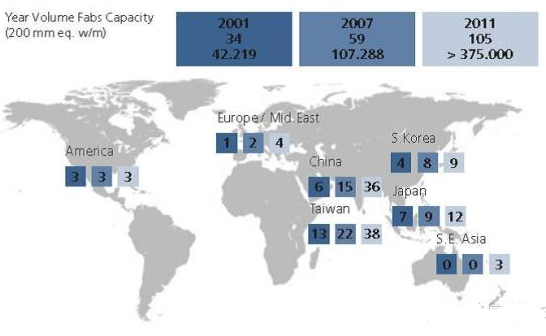 Year Volume Fabs Capacity
(200 mm eq. w/m)
2001
34
42.219
2007
59
107.288
2011
105
> 375.000
Europe / Mid.East
1 2 4
America
3 3 3
S.Korea
4 8 9
China
6 15 36
Japan
7 9 12
Taiwan
13 22 38
S.E. Asia
0 0 3